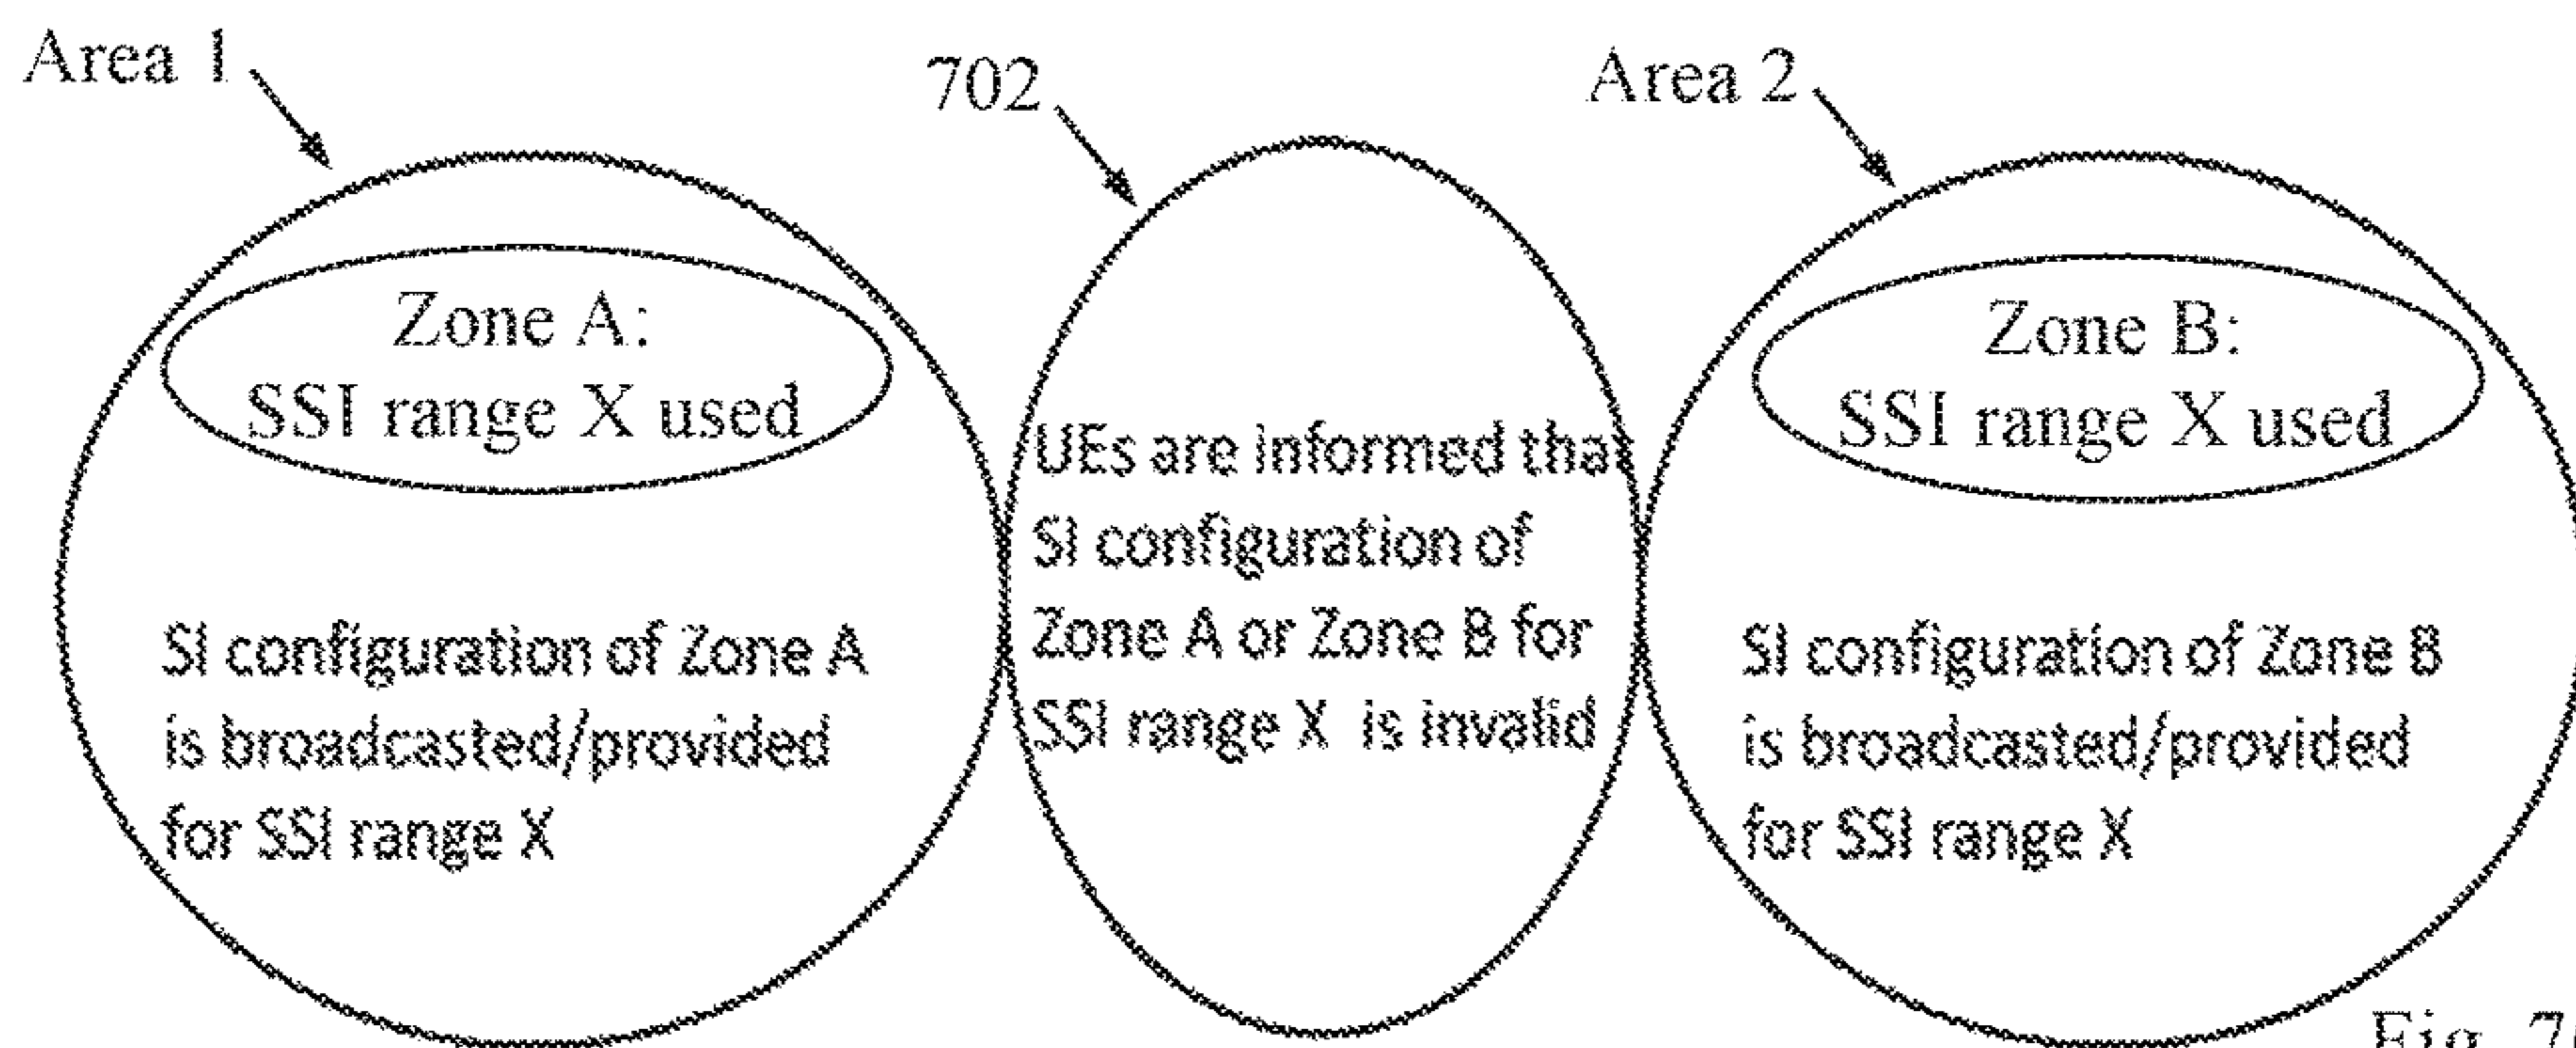 Area 1
702
Area 2
Zone A:
SSI range X used
SI configuration of Zone A
is broadcasted/provided
for SSI range X
UEs are informed that
SI configuration of
Zone A or Zone B for
SSI range X is invalid
Zone B:
SSI range X used
SI configuration of Zone B
is broadcasted/provided
for SSI range X
Fig.